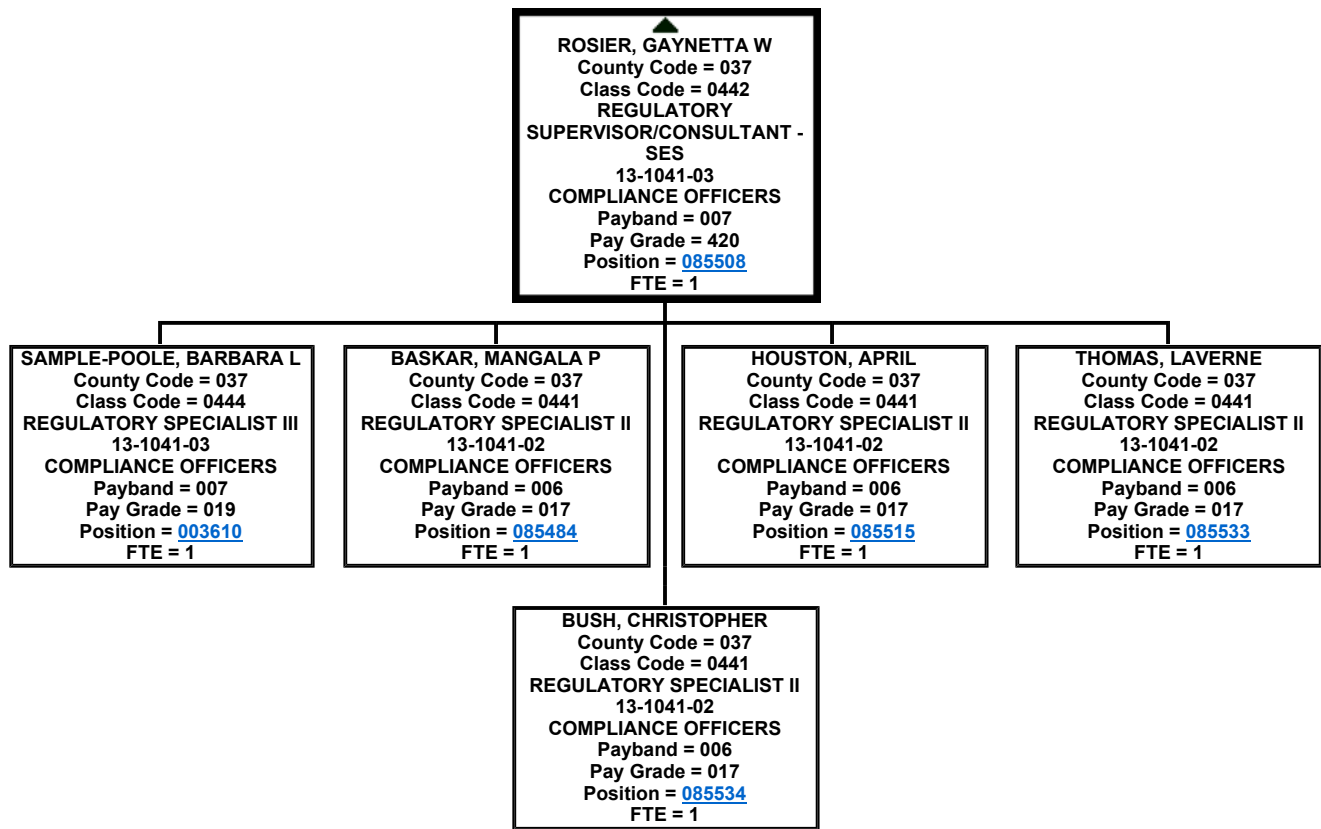 ROSIER, GAYNETTA W
County Code = 037
Class Code = 0442
REGULATORY
SUPERVISOR/CONSULTANT -
SES
13-1041-03
COMPLIANCE OFFICERS
Payband = 007
Pay Grade = 420
Position = 085508
FTE = 1
SAMPLE-POOLE, BARBARA L
County Code = 037
Class Code = 0444
REGULATORY SPECIALIST III
13-1041-03
COMPLIANCE OFFICERS
Payband = 007
Pay Grade = 019
Position = 003610
FTE = 1
BASKAR, MANGALA P
County Code = 037
Class Code = 0441
REGULATORY SPECIALIST II
13-1041-02
COMPLIANCE OFFICERS
Payband = 006
Pay Grade = 017
Position = 085484
FTE = 1
HOUSTON, APRIL
County Code = 037
Class Code = 0441
REGULATORY SPECIALIST II
13-1041-02
COMPLIANCE OFFICERS
Payband = 006
Pay Grade = 017
Position = 085515
FTE = 1
THOMAS, LAVERNE
County Code = 037
Class Code = 0441
REGULATORY SPECIALIST II
13-1041-02
COMPLIANCE OFFICERS
Payband = 006
Pay Grade = 017
Position = 085533
FTE = 1
BUSH, CHRISTOPHER
County Code = 037
Class Code = 0441
REGULATORY SPECIALIST II
13-1041-02
COMPLIANCE OFFICERS
Payband = 006
Pay Grade = 017
Position = 085534
FTE = 1